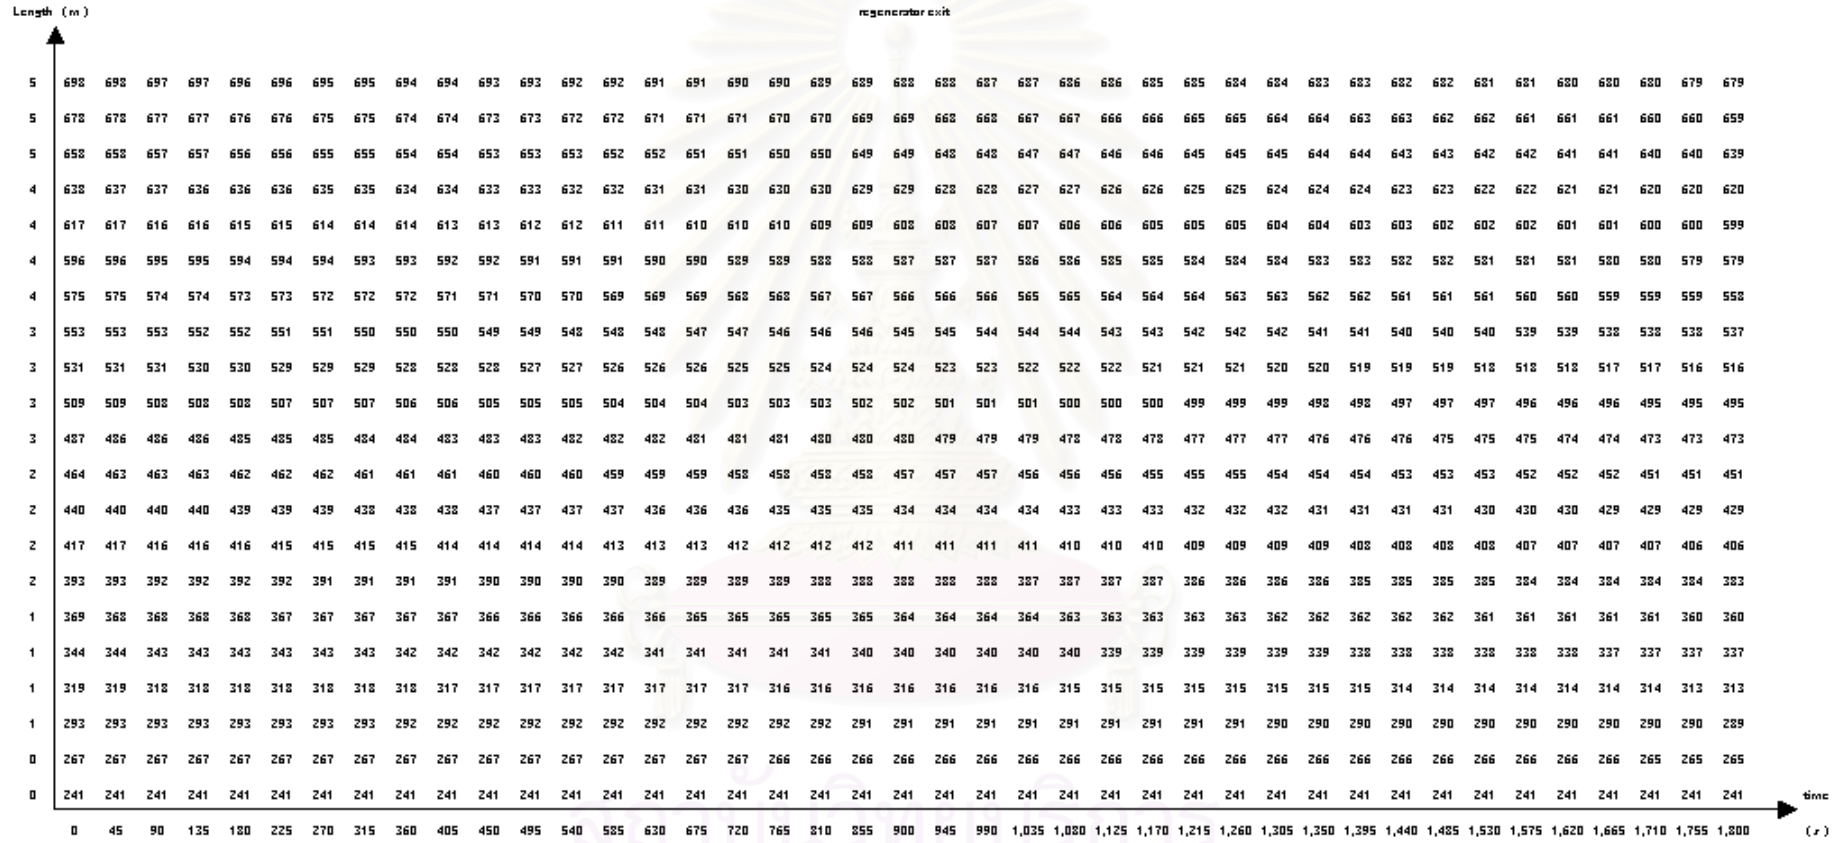 Length (m)
regenerator exit
5 698 698 697 697 696 696 695 695 694 694 693 693 692 692 691 691 690 690 689 689 688 688 687 687 686 686 685 685 684 684 683 683 682 682 681 681 680 680 680 679 679
5 678 678 677 677 676 676 675 675 674 674 673 673 672 672 671 671 671 670 670 669 669 668 668 667 667 666 666 665 665 664 664 663 663 662 662 661 661 661 660 660 659
5 658 658 657 657 656 656 655 655 654 654 653 653 653 652 652 651 651 650 650 649 649 648 648 647 647 646 646 645 645 645 644 644 643 643 642 642 641 641 640 640 639
4 638 637 637 636 636 636 635 635 634 634 633 633 632 632 631 631 630 630 630 629 629 628 628 627 627 626 626 625 625 624 624 624 623 623 622 622 621 621 620 620 620
4 617 617 616 616 615 615 614 614 614 613 613 612 612 611 611 610 610 610 609 609 608 608 607 607 606 606 605 605 605 604 604 603 603 602 602 602 601 601 600 600 599
4 596 596 595 595 594 594 594 593 593 592 592 591 591 591 590 590 589 589 588 588 587 587 587 586 586 585 585 584 584 584 583 583 582 582 581 581 581 580 580 579 579
4 575 575 574 574 573 573 572 572 572 571 571 570 570 569 569 569 568 568 567 567 566 566 566 565 565 564 564 564 563 563 562 562 561 561 561 560 560 559 559 559 558
3 553 553 553 552 552 551 551 550 550 550 549 549 548 548 548 547 547 546 546 546 545 545 544 544 544 543 543 542 542 542 541 541 540 540 540 539 539 538 538 538 537
3 531 531 531 530 530 529 529 529 528 528 528 527 527 526 526 526 525 525 524 524 524 523 523 522 522 522 521 521 521 520 520 519 519 519 518 518 518 517 517 516 516
3 509 509 508 508 508 507 507 507 506 506 505 505 505 504 504 504 503 503 503 502 502 501 501 501 500 500 500 499 499 499 498 498 497 497 497 496 496 496 495 495 495
3 487 486 486 486 485 485 485 484 484 483 483 483 482 482 482 481 481 481 480 480 480 479 479 479 478 478 478 477 477 477 476 476 476 475 475 475 474 474 473 473 473
2 464 463 463 463 462 462 462 461 461 461 460 460 460 459 459 459 458 458 458 458 457 457 457 456 456 456 455 455 455 454 454 454 453 453 453 452 452 452 451 451 451
2 440 440 440 440 439 439 439 438 438 438 437 437 437 437 436 436 436 435 435 435 434 434 434 434 433 433 433 432 432 432 431 431 431 431 430 430 430 429 429 429 429
2 417 417 416 416 416 415 415 415 415 414 414 414 414 413 413 413 412 412 412 412 411 411 411 411 410 410 410 409 409 409 409 408 408 408 408 407 407 407 407 406 406
2 393 393 392 392 392 392 391 391 391 391 390 390 390 390 389 389 389 389 388 388 388 388 388 387 387 387 387 386 386 386 386 385 385 385 385 384 384 384 384 384 383
1 369 368 368 368 368 367 367 367 367 367 366 366 366 366 366 365 365 365 365 365 364 364 364 364 363 363 363 363 363 362 362 362 362 362 361 361 361 361 361 360 360
1 344 344 343 343 343 343 343 343 342 342 342 342 342 342 341 341 341 341 341 340 340 340 340 340 340 339 339 339 339 339 339 338 338 338 338 338 338 337 337 337 337
1 319 319 318 318 318 318 318 318 318 317 317 317 317 317 317 317 317 316 316 316 316 316 316 316 315 315 315 315 315 315 315 315 314 314 314 314 314 314 314 313 313
1 293 293 293 293 293 293 293 293 292 292 292 292 292 292 292 292 292 292 292 291 291 291 291 291 291 291 291 291 291 290 290 290 290 290 290 290 290 290 290 290 289
0 267 267 267 267 267 267 267 267 267 267 267 267 267 267 267 267 267 266 266 266 266 266 266 266 266 266 266 266 266 266 266 266 266 266 266 266 266 266 265 265 265
0 241 241 241 241 241 241 241 241 241 241 241 241 241 241 241 241 241 241 241 241 241 241 241 241 241 241 241 241 241 241 241 241 241 241 241 241 241 241 241 241 241
time
0 45 90 135 180 225 270 315 360 405 450 495 540 585 630 675 720 765 810 855 900 945 990 1,035 1,080 1,125 1,170 1,215 1,260 1,305 1,350 1,395 1,440 1,485 1,530 1,575 1,620 1,665 1,710 1,755 1,800 (s)
สถาบันวิทยบริการ